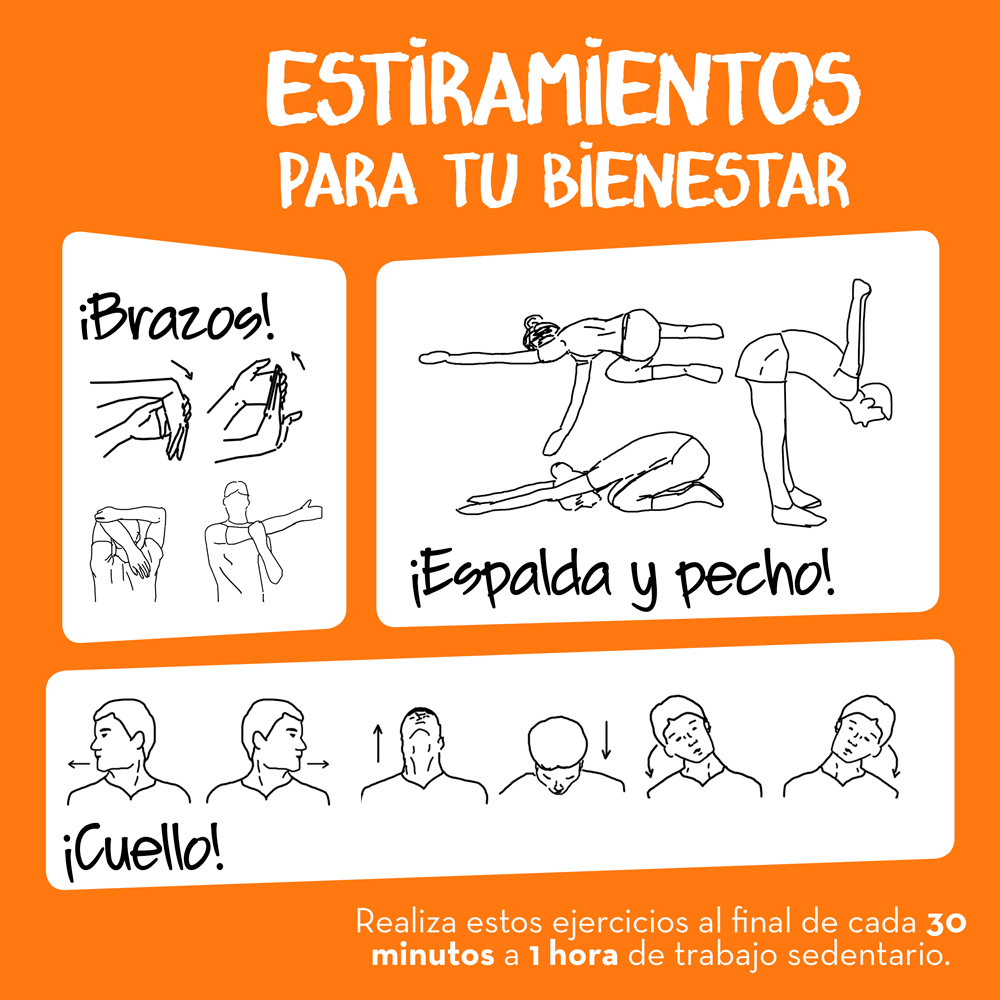 ESTIRAMIENTOS
PARA TU BIENESTAR
¡Brazos!
¡Espalda y pecho!
¡Cuello!
Realiza estos ejercicios al final de cada 30
minutos a 1 hora de trabajo sedentario.